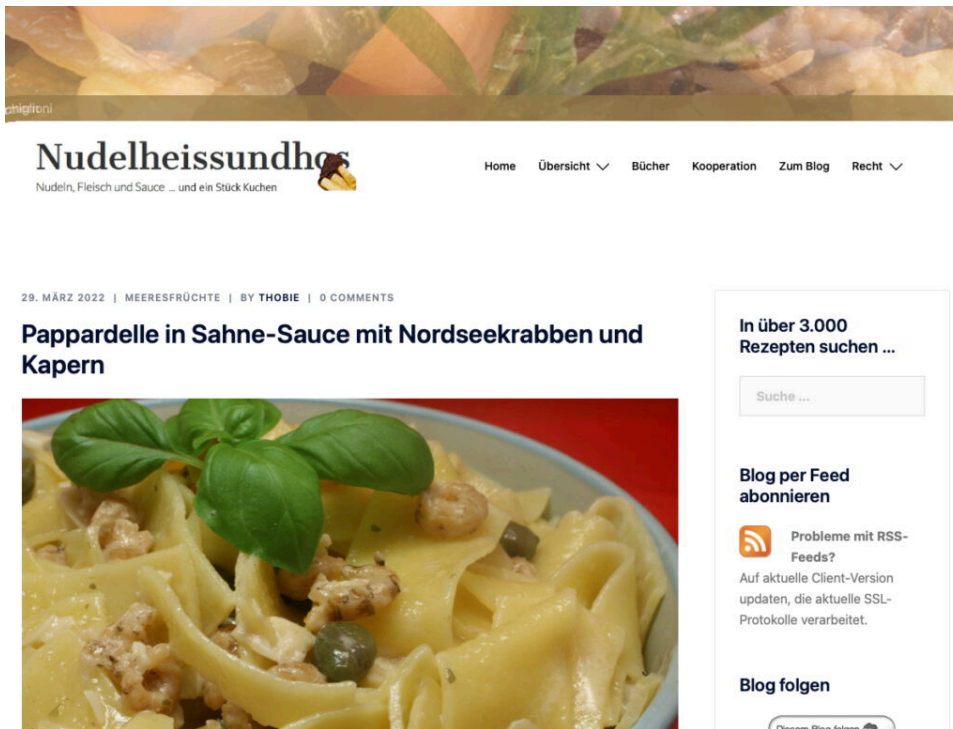 Nudelheissundhos
Nudeln, Fleisch und Sauce ... und ein Stück Kuchen
Home Übersicht Bücher Kooperation Zum Blog Recht
29. MÄRZ 2022 | MEERESFRÜCHTE | BY THOBIE | 0 COMMENTS
Pappardelle in Sahne-Sauce mit Nordseekrabben und
Kapern
In über 3.000
Rezepten suchen ...
Suche ...
Blog per Feed
abonnieren
Probleme mit RSS-
Feeds?
Auf aktuelle Client-Version
updaten, die aktuelle SSL-
Protokolle verarbeitet.
Blog folgen
Diesem Blog folgen